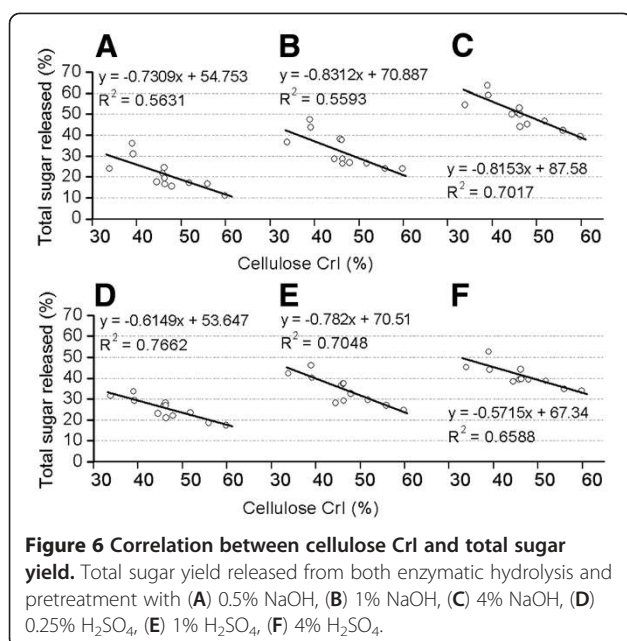 A
B
C
Total sugar released (%)
70
60
50
40
30
20
10
0
y = -0.7309x + 54.753
R² = 0.5631
y = -0.8312x + 70.887
R² = 0.5593
y = -0.8153x + 87.58
R² = 0.7017
30 40 50 60 30 40 50 60 30 40 50 60
Cellulose CrI (%)
D
E
F
Total sugar released (%)
70
60
50
40
30
20
10
0
y = -0.6149x + 53.647
R² = 0.7662
y = -0.782x + 70.51
R² = 0.7048
y = -0.5715x + 67.34
R² = 0.6588
30 40 50 60 30 40 50 60 30 40 50 60
Cellulose CrI (%)
Figure 6 Correlation between cellulose CrI and total sugar
yield. Total sugar yield released from both enzymatic hydrolysis and
pretreatment with (A) 0.5% NaOH, (B) 1% NaOH, (C) 4% NaOH, (D)
0.25% H₂SO₄, (E) 1% H₂SO₄, (F) 4% H₂SO₄.